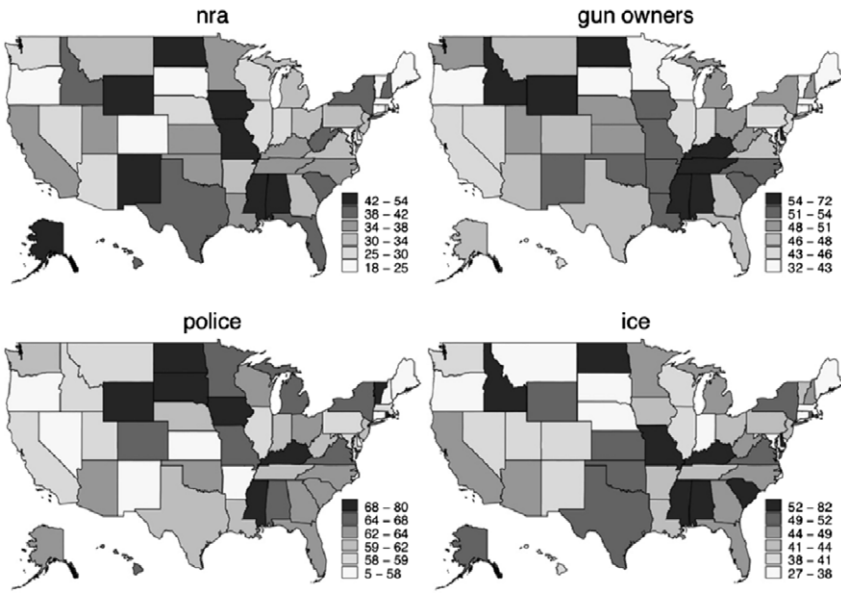 nra
gun owners
42 – 54
38 – 42
34 – 38
30 – 34
25 – 30
18 – 25
54 – 72
51 – 54
48 – 51
46 – 48
43 – 46
32 – 43
police
ice
68 – 80
64 – 68
62 – 64
59 – 62
58 – 59
5 – 58
52 – 82
49 – 52
44 – 49
41 – 44
38 – 41
27 – 38